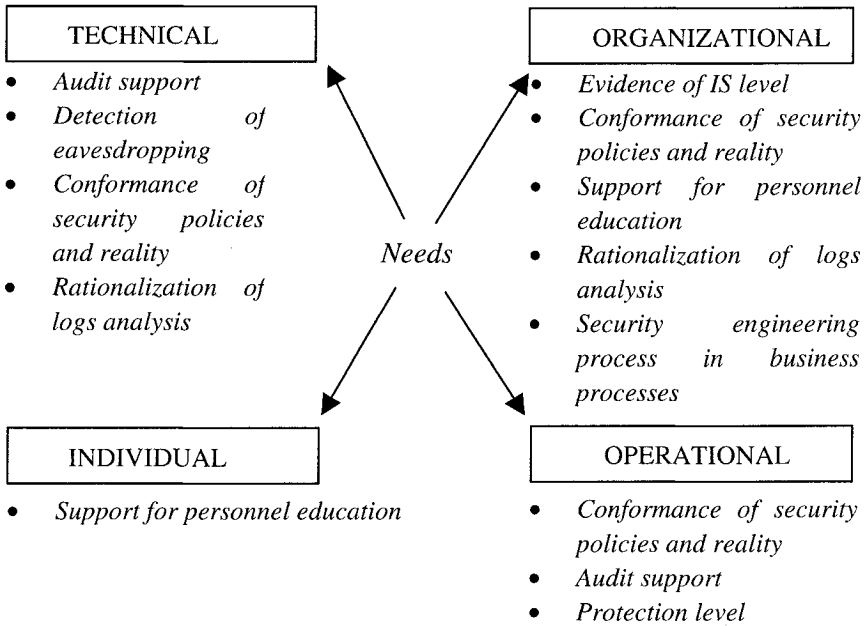 TECHNICAL
• Audit support
• Detection of
eavesdropping
• Conformance of
security policies
and reality
• Rationalization of
logs analysis
ORGANIZATIONAL
• Evidence of IS level
• Conformance of security
policies and reality
• Support for personnel
education
• Rationalization of logs
analysis
• Security engineering
process in business
processes
Needs
INDIVIDUAL
• Support for personnel education
OPERATIONAL
• Conformance of security
policies and reality
• Audit support
• Protection level